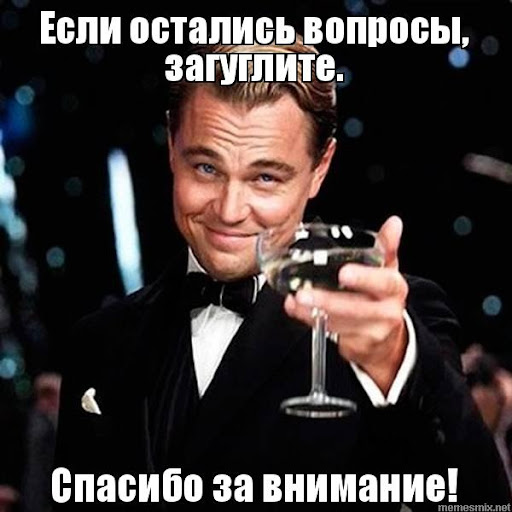 Если остались вопросы,
загуглите.
Спасибо за внимание!
memesmix.net